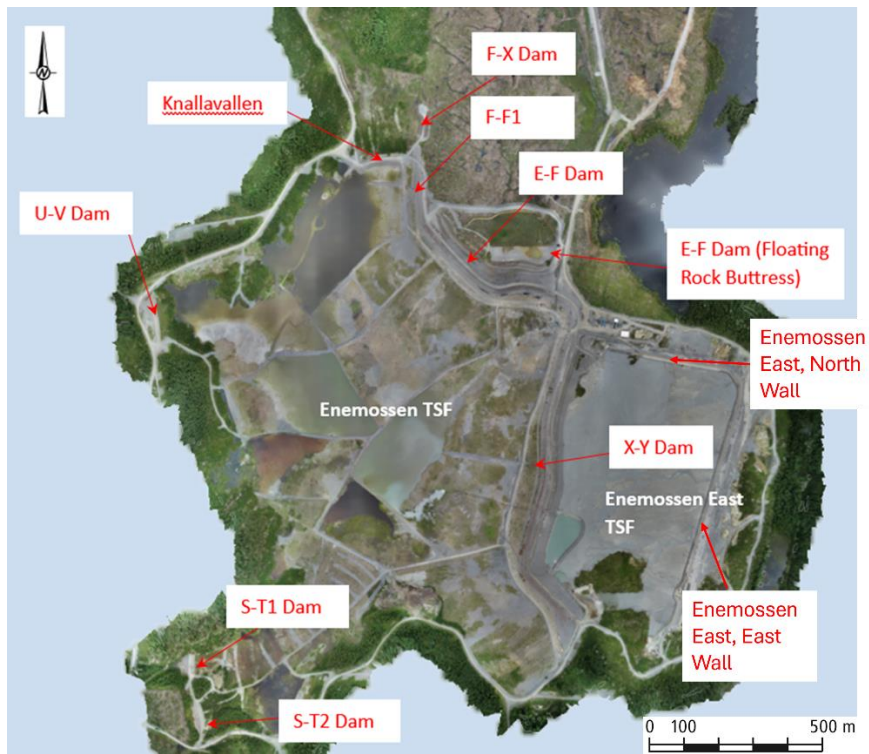 F-X Dam
Knallavallen
F-F1
E-F Dam
U-V Dam
E-F Dam (Floating
Rock Buttress)
N
Enemossen
East, North
Wall
Enemossen TSF
X-Y Dam
Enemossen East
TSF
S-T1 Dam
Enemossen
East, East
Wall
S-T2 Dam
0 100 500 m